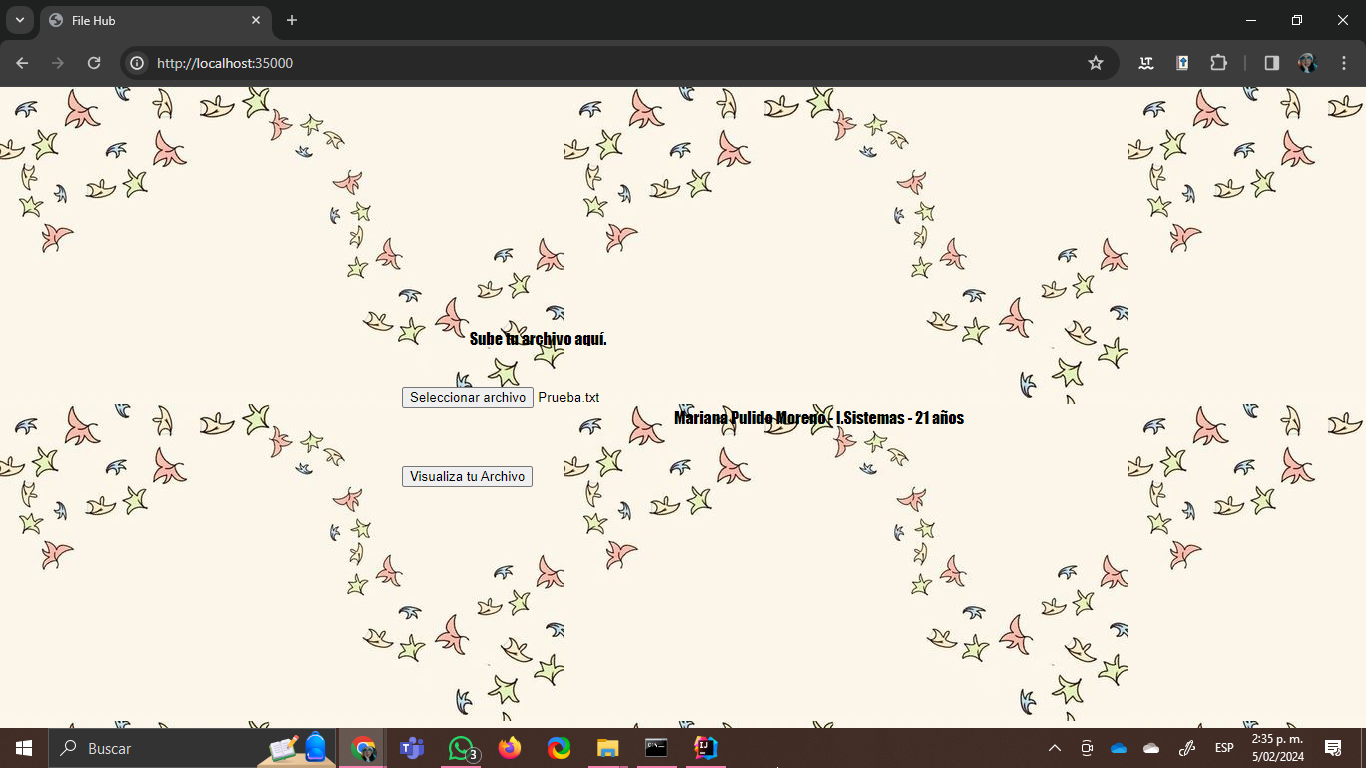 File Hub
http://localhost:35000
Sube tu archivo aquí.
Seleccionar archivo Prueba.txt
Mariana Pulido Moreno - I.Sistemas - 21 años
Visualiza tu Archivo
Buscar
3
ESP
2:35 p. m.
5/02/2024